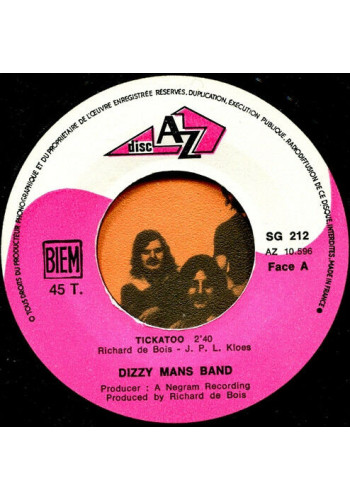 © TOUS DROITS DU PRODUCTEUR PHONOGRAPHIQUE ET DU PROPRIETAIRE DE L'ŒUVRE ENREGISTRÉE RÉSERVÉS, DUPLICATION, EXÉCUTION PUBLIQUE, RADIODIFFUSION DE CE DISQUE, INTERDITES, MADE IN FRANCE
disc AZ
SG 212
AZ 10.596
Face A
BIEM
45 T.
TICKATOO 2'40
Richard de Bois - J. P. L. Kloes
DIZZY MANS BAND
Producer : A Negram Recording
Produced by Richard de Bois